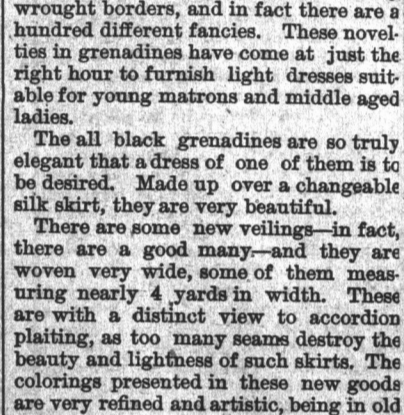 wrought borders, and in fact there are a
hundred different fancies. These novel-
ties in grenadines have come at just the
right hour to furnish light dresses suit-
able for young matrons and middle aged
ladies.
The all black grenadines are so truly
elegant that a dress of one of them is to
be desired. Made up over a changeable
silk skirt, they are very beautiful.
There are some new veilings—in fact,
there are a good many—and they are
woven very wide, some of them meas-
uring nearly 4 yards in width. These
are with a distinct view to accordion
plaiting, as too many seams destroy the
beauty and lightness of such skirts. The
colorings presented in these new goods
are very refined and artistic, being in old